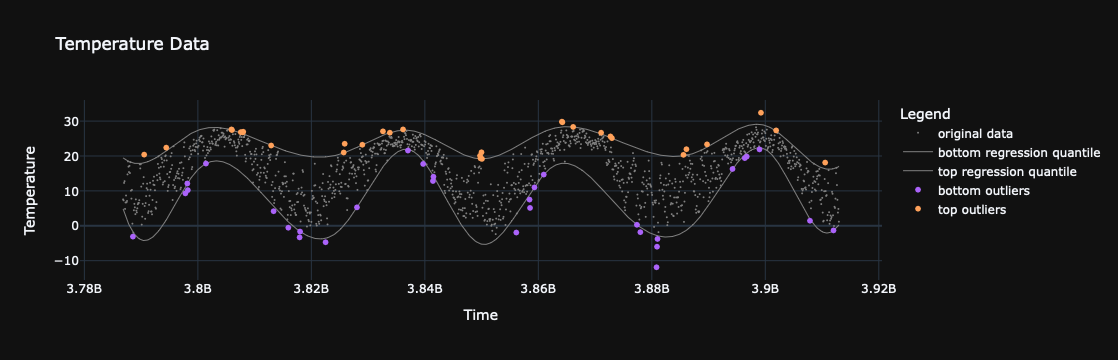 Temperature Data
Temperature
30
20
10
0
−10
3.78B
3.8B
3.82B
3.84B
3.86B
3.88B
3.9B
3.92B
Time
Legend
original data
bottom regression quantile
top regression quantile
bottom outliers
top outliers